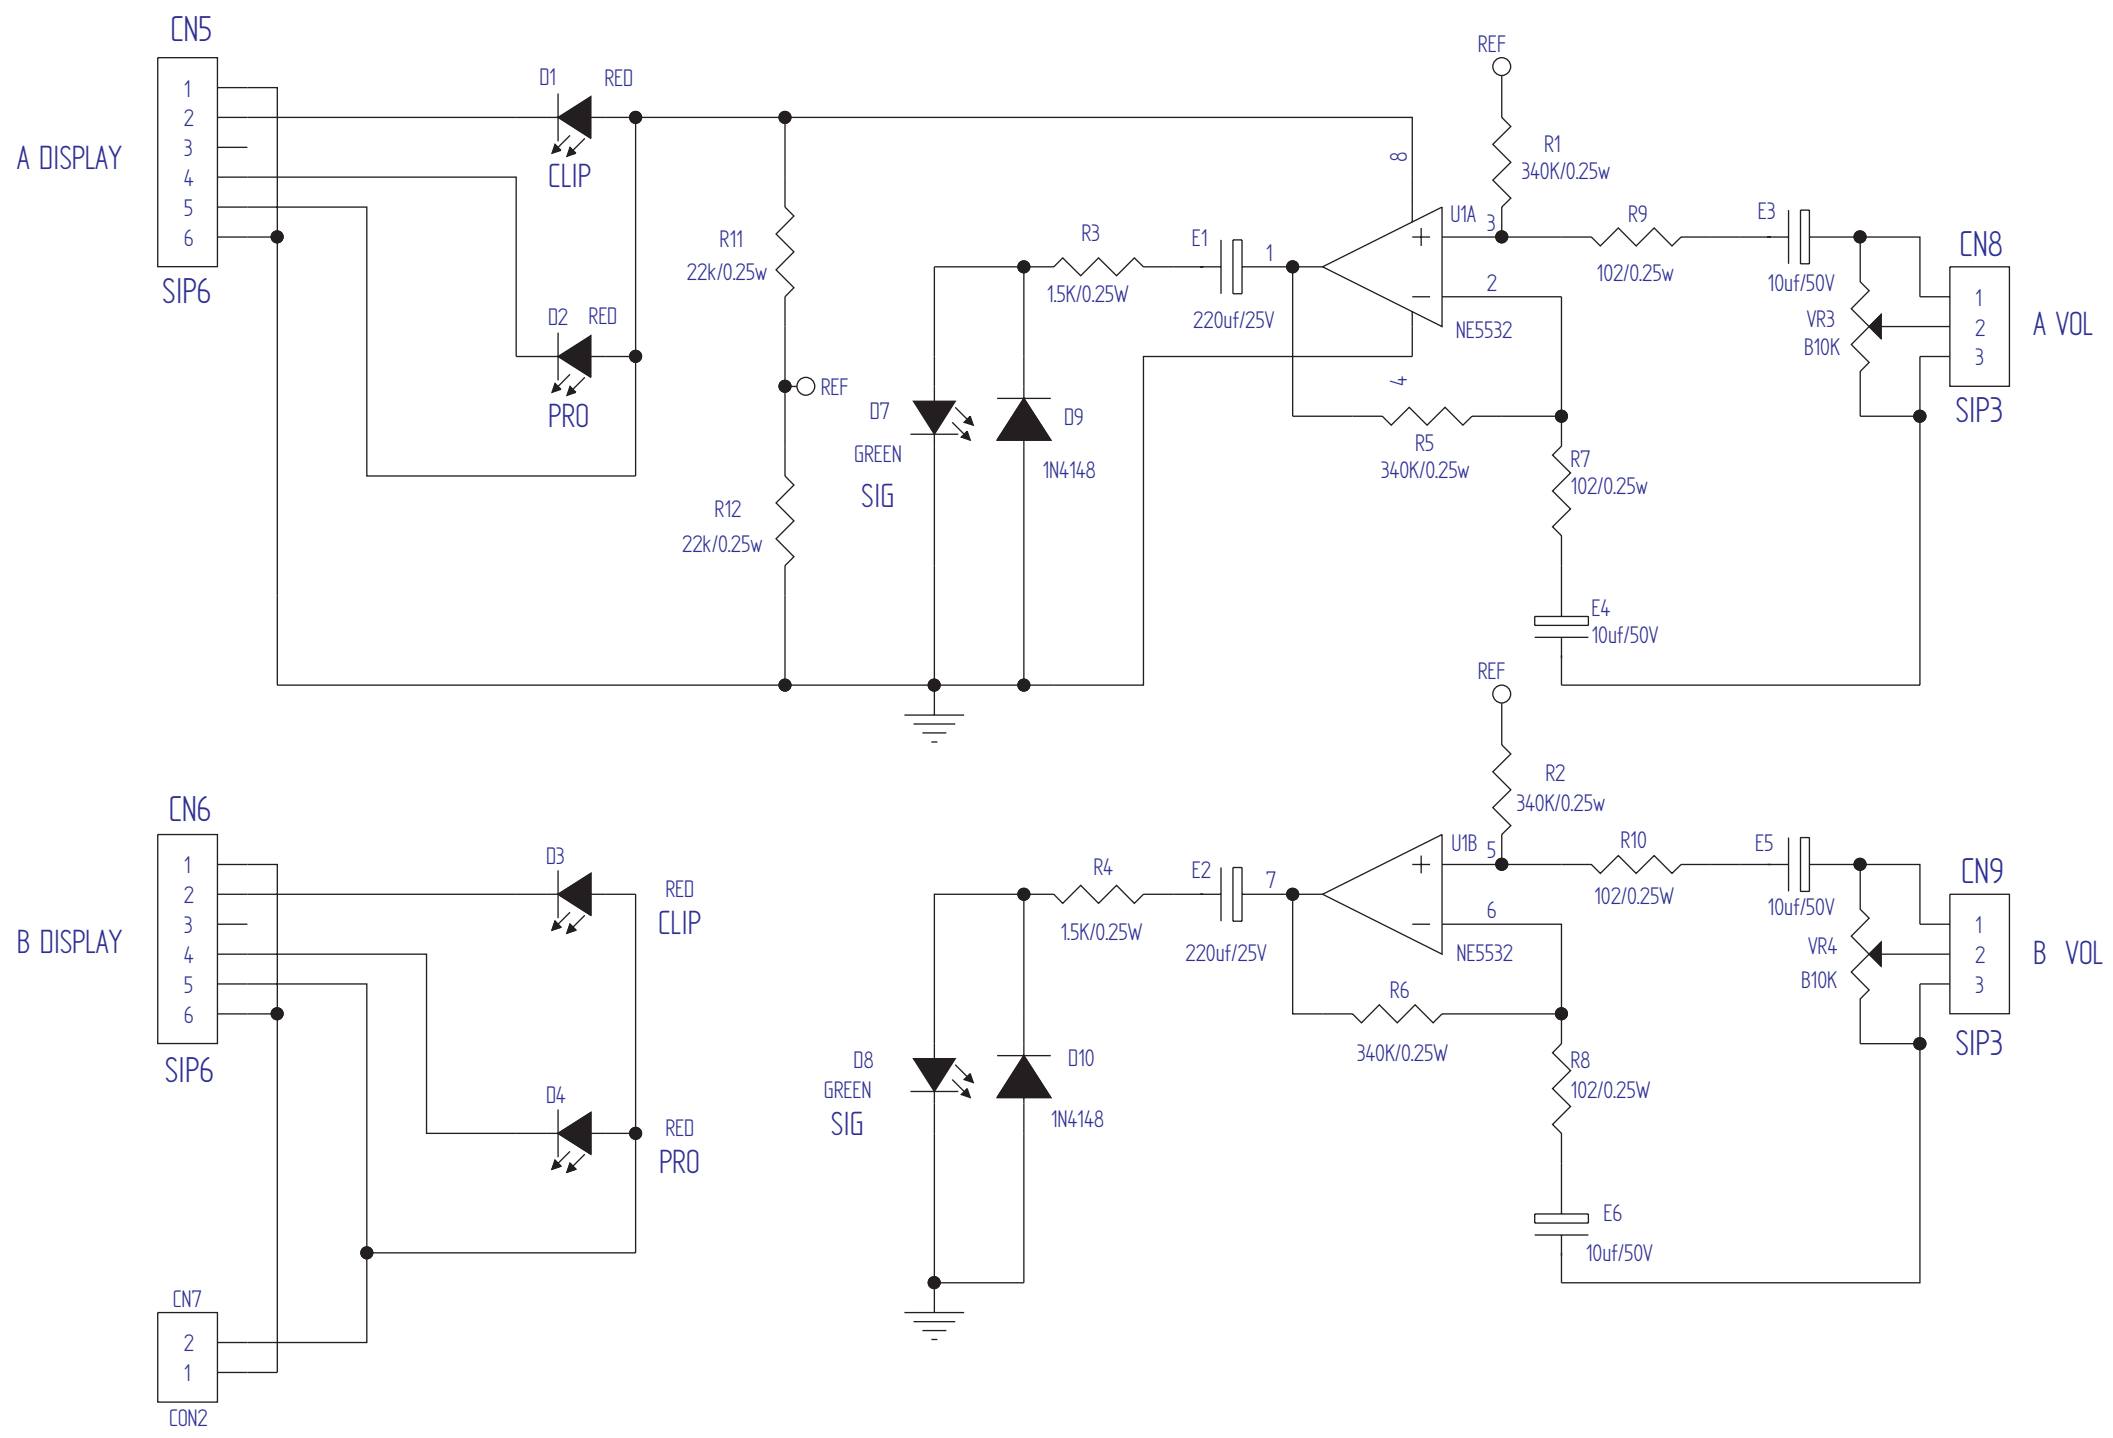 CN5
1
2
3
4
5
6
SIP6
A DISPLAY
D1
RED
CLIP
D2
RED
PRO
R11
22k/0.25w
REF
R12
22k/0.25w
D7
GREEN
SIG
D9
1N4148
R3
1.5K/0.25W
E1
220uf/25V
1
8
U1A
3
2
4
+
−
NE5532
REF
R1
340K/0.25w
R9
102/0.25w
E3
10uf/50V
VR3
B10K
CN8
1
2
3
SIP3
A VOL
R5
340K/0.25w
R7
102/0.25w
E4
10uf/50V
CN6
1
2
3
4
5
6
SIP6
B DISPLAY
D3
RED
CLIP
D4
RED
PRO
CN7
2
1
CON2
D8
GREEN
SIG
D10
1N4148
R4
1.5K/0.25W
E2
220uf/25V
7
U1B
5
6
+
−
NE5532
REF
R2
340K/0.25w
R10
102/0.25W
E5
10uf/50V
VR4
B10K
CN9
1
2
3
SIP3
B VOL
R6
340K/0.25W
R8
102/0.25W
E6
10uf/50V